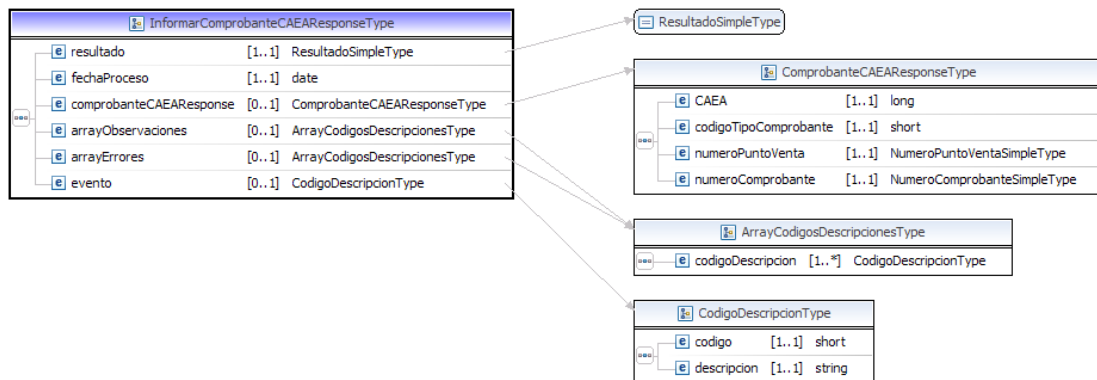 InformarComprobanteCAEAResponseType
resultado [1..1] ResultadoSimpleType
fechaProceso [1..1] date
comprobanteCAEAResponse [0..1] ComprobanteCAEAResponseType
arrayObservaciones [0..1] ArrayCodigosDescripcionesType
arrayErrores [0..1] ArrayCodigosDescripcionesType
evento [0..1] CodigoDescripcionType
ResultadoSimpleType
ComprobanteCAEAResponseType
CAEA [1..1] long
codigoTipoComprobante [1..1] short
numeroPuntoVenta [1..1] NumeroPuntoVentaSimpleType
numeroComprobante [1..1] NumeroComprobanteSimpleType
ArrayCodigosDescripcionesType
codigoDescripcion [1..*] CodigoDescripcionType
CodigoDescripcionType
codigo [1..1] short
descripcion [1..1] string